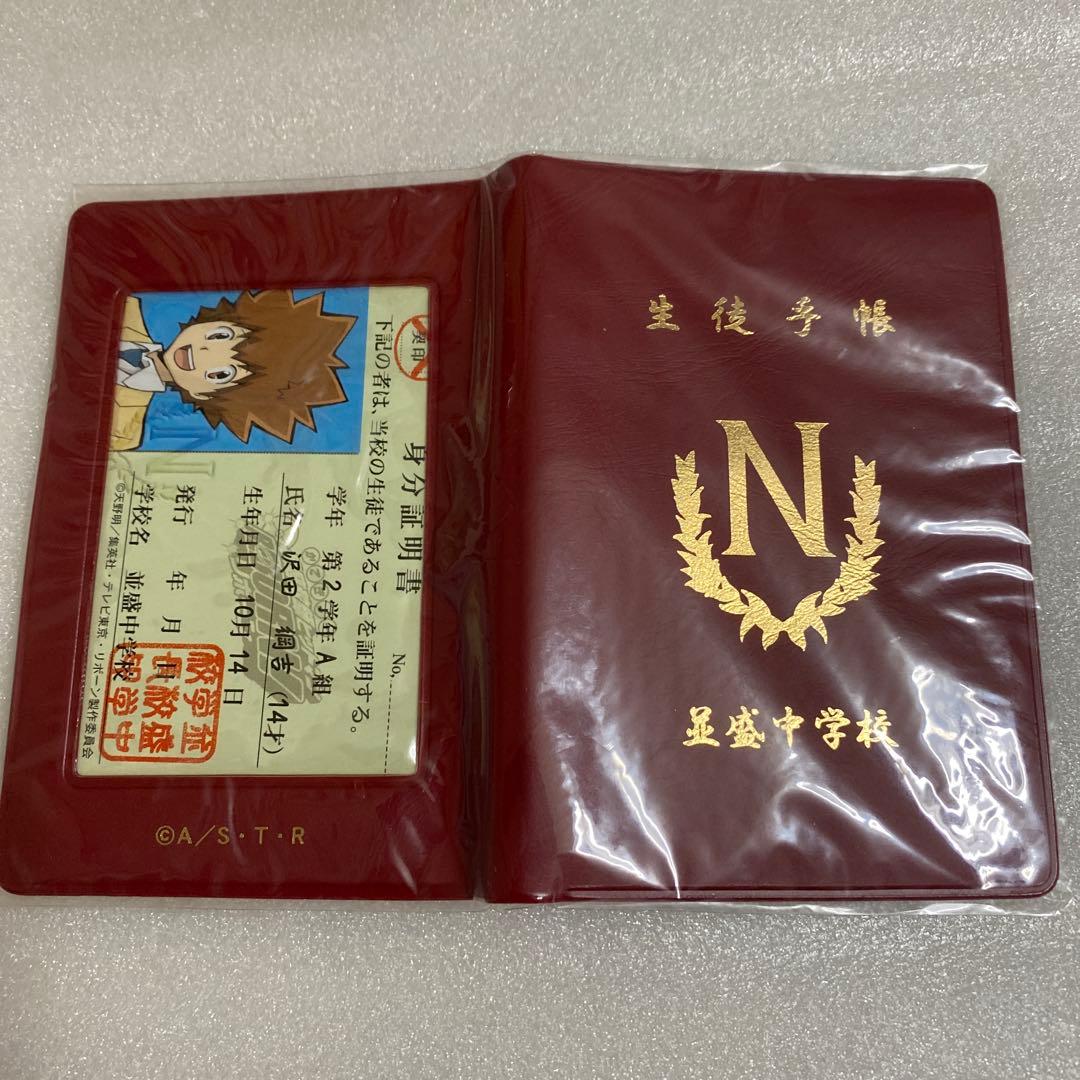 生徒手帳
N
並盛中学校
身分証明書
No.
契印
下記の者は、当校の生徒であることを証明する。
学年 第2学年A組
氏名 沢田 綱吉 (14才)
生年月日 10月14日
発行 年 月 日
学校名 並盛中学校
©天野明/集英社・テレビ東京・リボーン製作委員会
©A/S・T・R